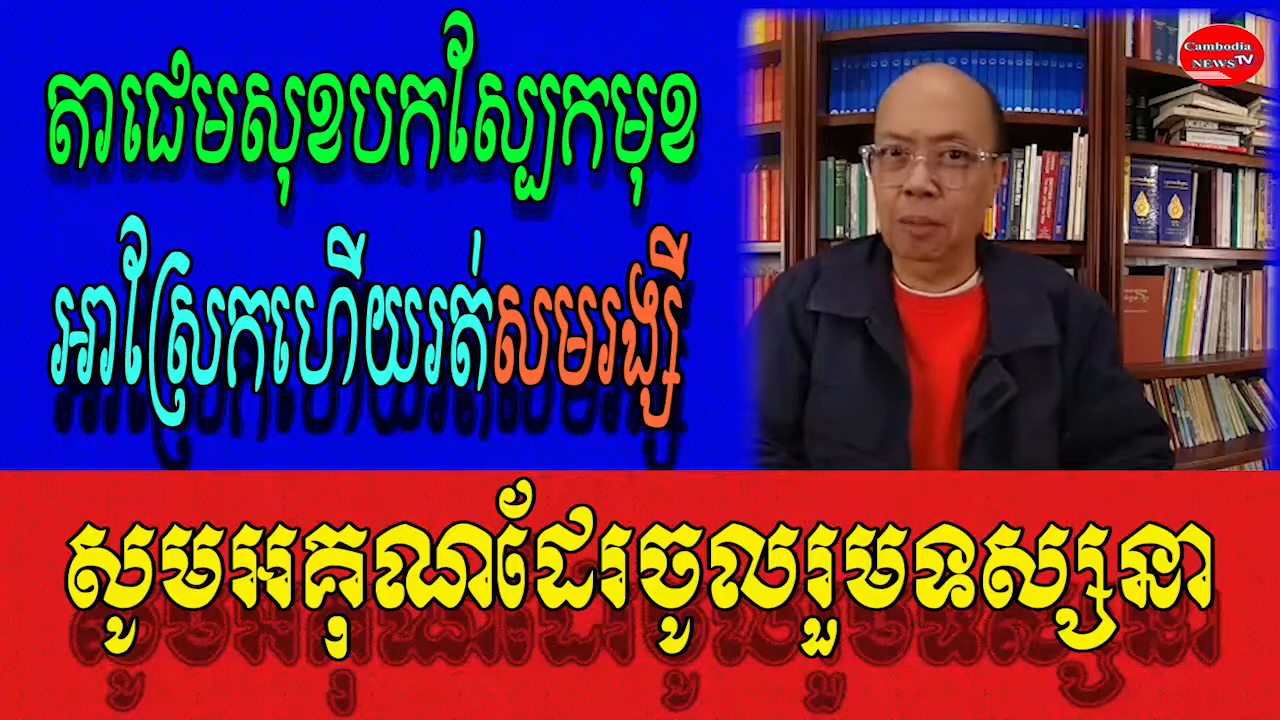 តាជេមសុខបកស្បែកមុខ
អាស្រែកហើយរត់សមរង្ស៊ី
សូមអគុណដែរចូលរួមទស្សនា
Cambodia
NEWS TV